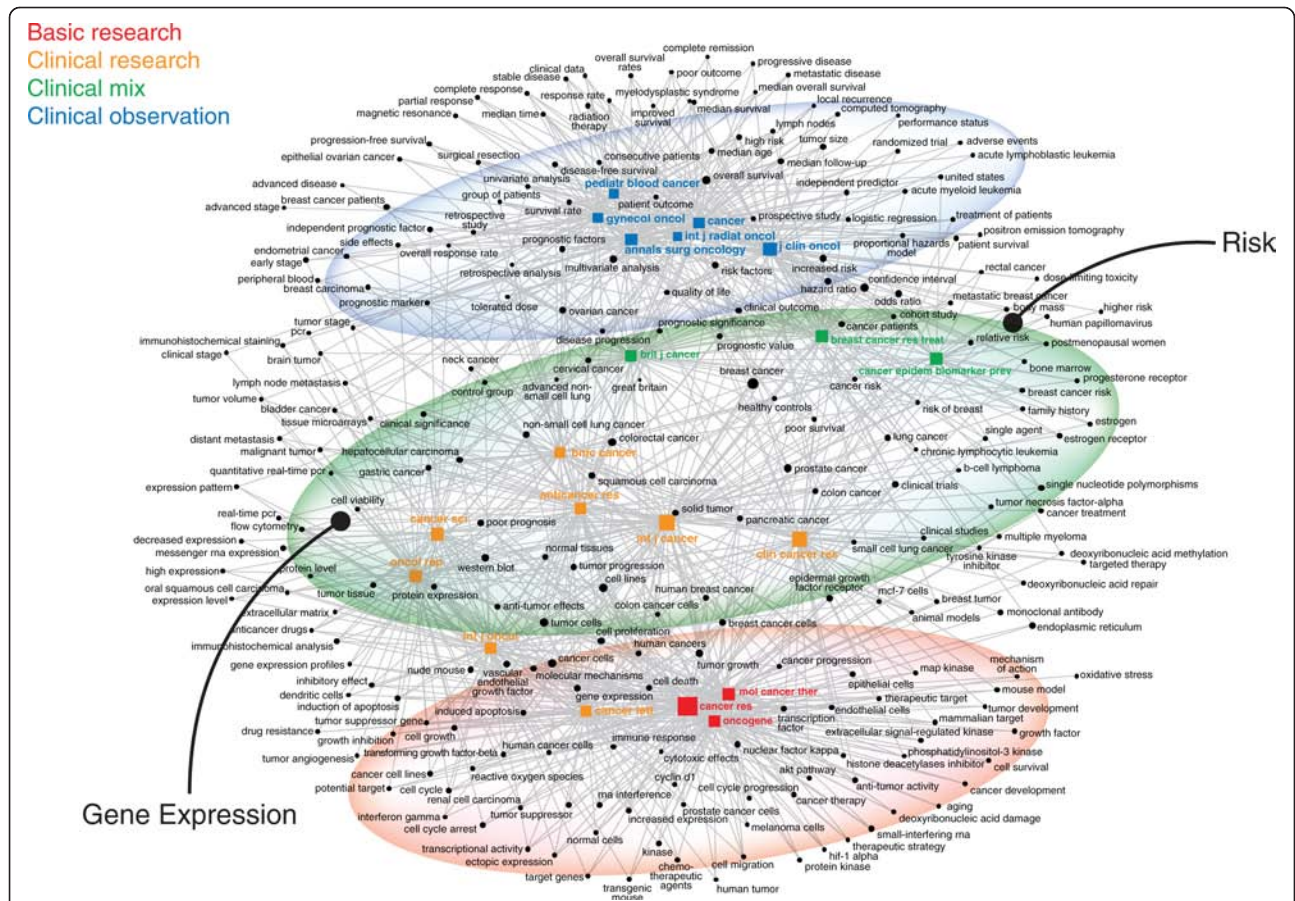 Basic research
Clinical research
Clinical mix
Clinical observation
complete remission
overall survival
rates
progressive disease
clinical data
poor outcome
metastatic disease
stable disease
complete response
response rate
myelodysplastic syndrome
median overall survival
partial response
local recurrence
magnetic resonance
median time
radiation
therapy
improved
survival
median survival
computed tomography
lymph nodes
performance status
progression-free survival
high risk
tumor size
randomized trial
adverse events
epithelial ovarian cancer
surgical resection
consecutive patients
median age
median follow-up
acute lymphoblastic leukemia
disease-free survival
overall survival
united states
advanced disease
univariate analysis
pediatr blood cancer
independent predictor
acute myeloid leukemia
breast cancer patients
group of patients
patient outcome
advanced stage
retrospective
study
survival rate
gynecol oncol
cancer
prospective study
logistic regression
treatment of patients
independent prognostic factor
int j radiat oncol
positron emission tomography
side effects
prognostic factors
annals surg oncology
j clin oncol
proportional hazards
model
patient survival
endometrial cancer
overall response rate
early stage
multivariate analysis
risk factors
increased risk
Risk
retrospective analysis
confidence interval
rectal cancer
peripheral blood
hazard ratio
dose limiting toxicity
breast carcinoma
quality of life
odds ratio
metastatic breast cancer
prognostic marker
tolerated dose
ovarian cancer
clinical outcome
cohort study
body mass
higher risk
tumor stage
prognostic significance
cancer patients
human papillomavirus
pcr
disease progression
relative risk
immunohistochemical staining
prognostic value
breast cancer res treat
postmenopausal women
clinical stage
brain tumor
neck cancer
brit j cancer
cervical cancer
breast cancer
cancer epidem biomarker prev
bone marrow
lymph node metastasis
control group
advanced non-
small cell lung
great britain
cancer risk
progesterone receptor
tumor volume
healthy controls
risk of breast
breast cancer risk
bladder cancer
family history
tissue microarrays
clinical significance
non-small cell lung cancer
poor survival
estrogen
distant metastasis
colorectal cancer
lung cancer
single agent
estrogen receptor
malignant tumor
hepatocellular carcinoma
bmc cancer
chronic lymphocytic leukemia
quantitative real-time pcr
gastric cancer
squamous cell carcinoma
prostate cancer
b-cell lymphoma
expression pattern
cell viability
anticancer res
colon cancer
clinical trials
single nucleotide polymorphisms
real-time pcr
poor prognosis
solid tumor
pancreatic cancer
tumor necrosis factor-alpha
cancer treatment
flow cytometry
cancer sci
int j cancer
clin cancer res
clinical studies
decreased expression
multiple myeloma
messenger rna expression
normal tissues
small cell lung cancer
tyrosine kinase
inhibitor
deoxyribonucleic acid methylation
western blot
targeted therapy
high expression
protein level
oncol rep
tumor progression
epidermal growth
factor receptor
deoxyribonucleic acid repair
oral squamous cell carcinoma
tumor tissue
protein expression
cell lines
human breast cancer
mcf-7 cells
breast tumor
expression level
anti-tumor effects
colon cancer cells
animal models
monoclonal antibody
extracellular matrix
tumor cells
breast cancer cells
endoplasmic reticulum
anticancer drugs
int j oncol
cell proliferation
immunohistochemical analysis
human cancers
gene expression profiles
nude mouse
vascular
endothelial
growth factor
cancer cells
molecular mechanisms
tumor growth
cancer progression
map kinase
mechanism
of action
oxidative stress
inhibitory effect
cell death
epithelial cells
dendritic cells
gene expression
mol cancer ther
therapeutic target
mouse model
induction of apoptosis
induced apoptosis
cancer lett
cancer res
oncogene
endothelial cells
tumor development
tumor suppressor gene
transcription
factor
mammalian target
drug resistance
cell growth
extracellular signal-regulated kinase
growth factor
growth inhibition
immune response
human cancer cells
nuclear factor kappa
phosphatidylinositol-3 kinase
tumor angiogenesis
transforming growth factor-beta
cytotoxic effects
histone deacetylases inhibitor
cell survival
cancer cell lines
reactive oxygen species
cyclin d1
akt pathway
anti-tumor activity
potential target
cell cycle
rna interference
cell cycle progression
cancer therapy
cancer development
renal cell carcinoma
aging
Gene Expression
interferon gamma
tumor suppressor
increased expression
prostate cancer cells
deoxyribonucleic acid damage
cell cycle arrest
melanoma cells
small-interfering rna
normal cells
therapeutic strategy
transcriptional activity
kinase
hif-1 alpha
ectopic expression
chemo-
therapeutic
agents
cell migration
protein kinase
target genes
transgenic
mouse
human tumor